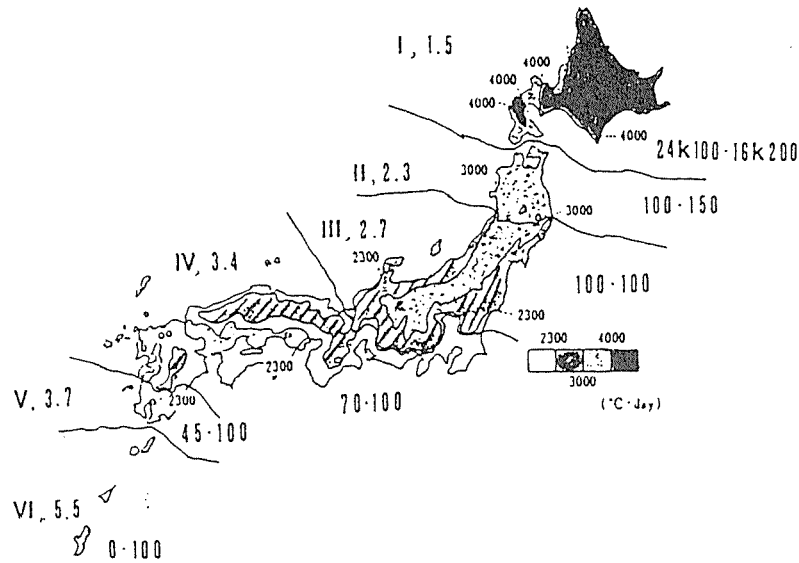 I, 1.5
4000
4000
4000
4000
24k100·16k200
3000
II, 2.3
100·150
3000
III, 2.7
2300
IV, 3.4
100·100
2300
2300 4000
3000
(°C·day)
2300
V, 3.7
2300
70·100
45·100
VI, 5.5
0·100